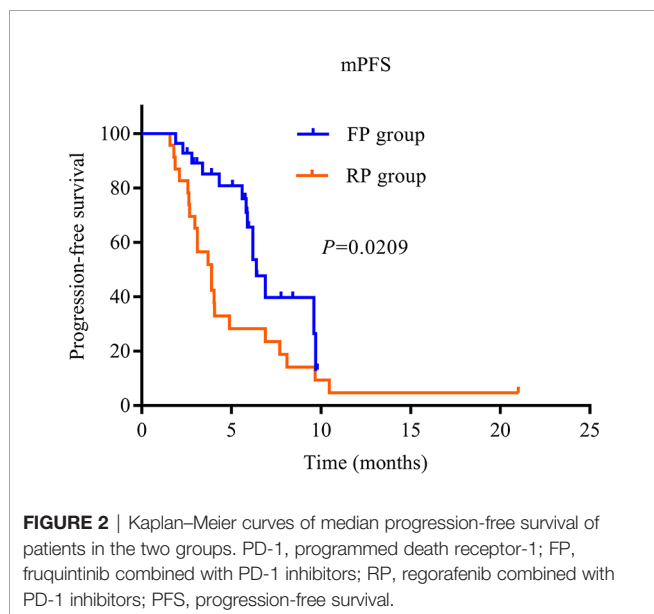 mPFS
100
80
60
40
20
0
Progression-free survival
FP group
RP group
P=0.0209
0 5 10 15 20 25
Time (months)
FIGURE 2 | Kaplan–Meier curves of median progression-free survival of
patients in the two groups. PD-1, programmed death receptor-1; FP,
fruquintinib combined with PD-1 inhibitors; RP, regorafenib combined with
PD-1 inhibitors; PFS, progression-free survival.